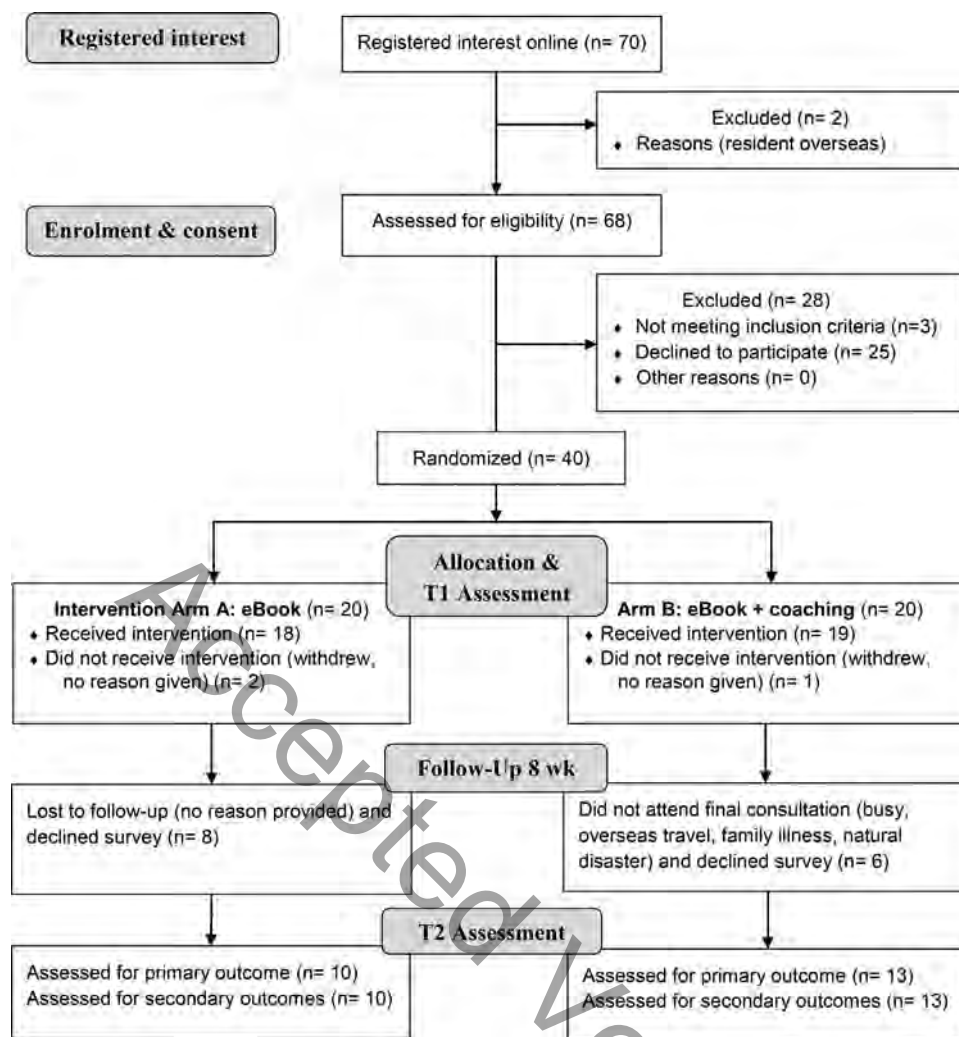 Registered interest
Registered interest online (n= 70)
Excluded (n= 2)
♦ Reasons (resident overseas)
Enrolment & consent
Assessed for eligibility (n= 68)
Excluded (n= 28)
♦ Not meeting inclusion criteria (n=3)
♦ Declined to participate (n= 25)
♦ Other reasons (n= 0)
Randomized (n= 40)
Allocation &
T1 Assessment
Intervention Arm A: eBook (n= 20)
♦ Received intervention (n= 18)
♦ Did not receive intervention (withdrew,
no reason given) (n= 2)
Arm B: eBook + coaching (n= 20)
♦ Received intervention (n= 19)
♦ Did not receive intervention (withdrew,
no reason given) (n= 1)
Follow-Up 8 wk
Lost to follow-up (no reason provided) and
declined survey (n= 8)
Did not attend final consultation (busy,
overseas travel, family illness, natural
disaster) and declined survey (n= 6)
T2 Assessment
Assessed for primary outcome (n= 10)
Assessed for secondary outcomes (n= 10)
Assessed for primary outcome (n= 13)
Assessed for secondary outcomes (n= 13)
Accepted